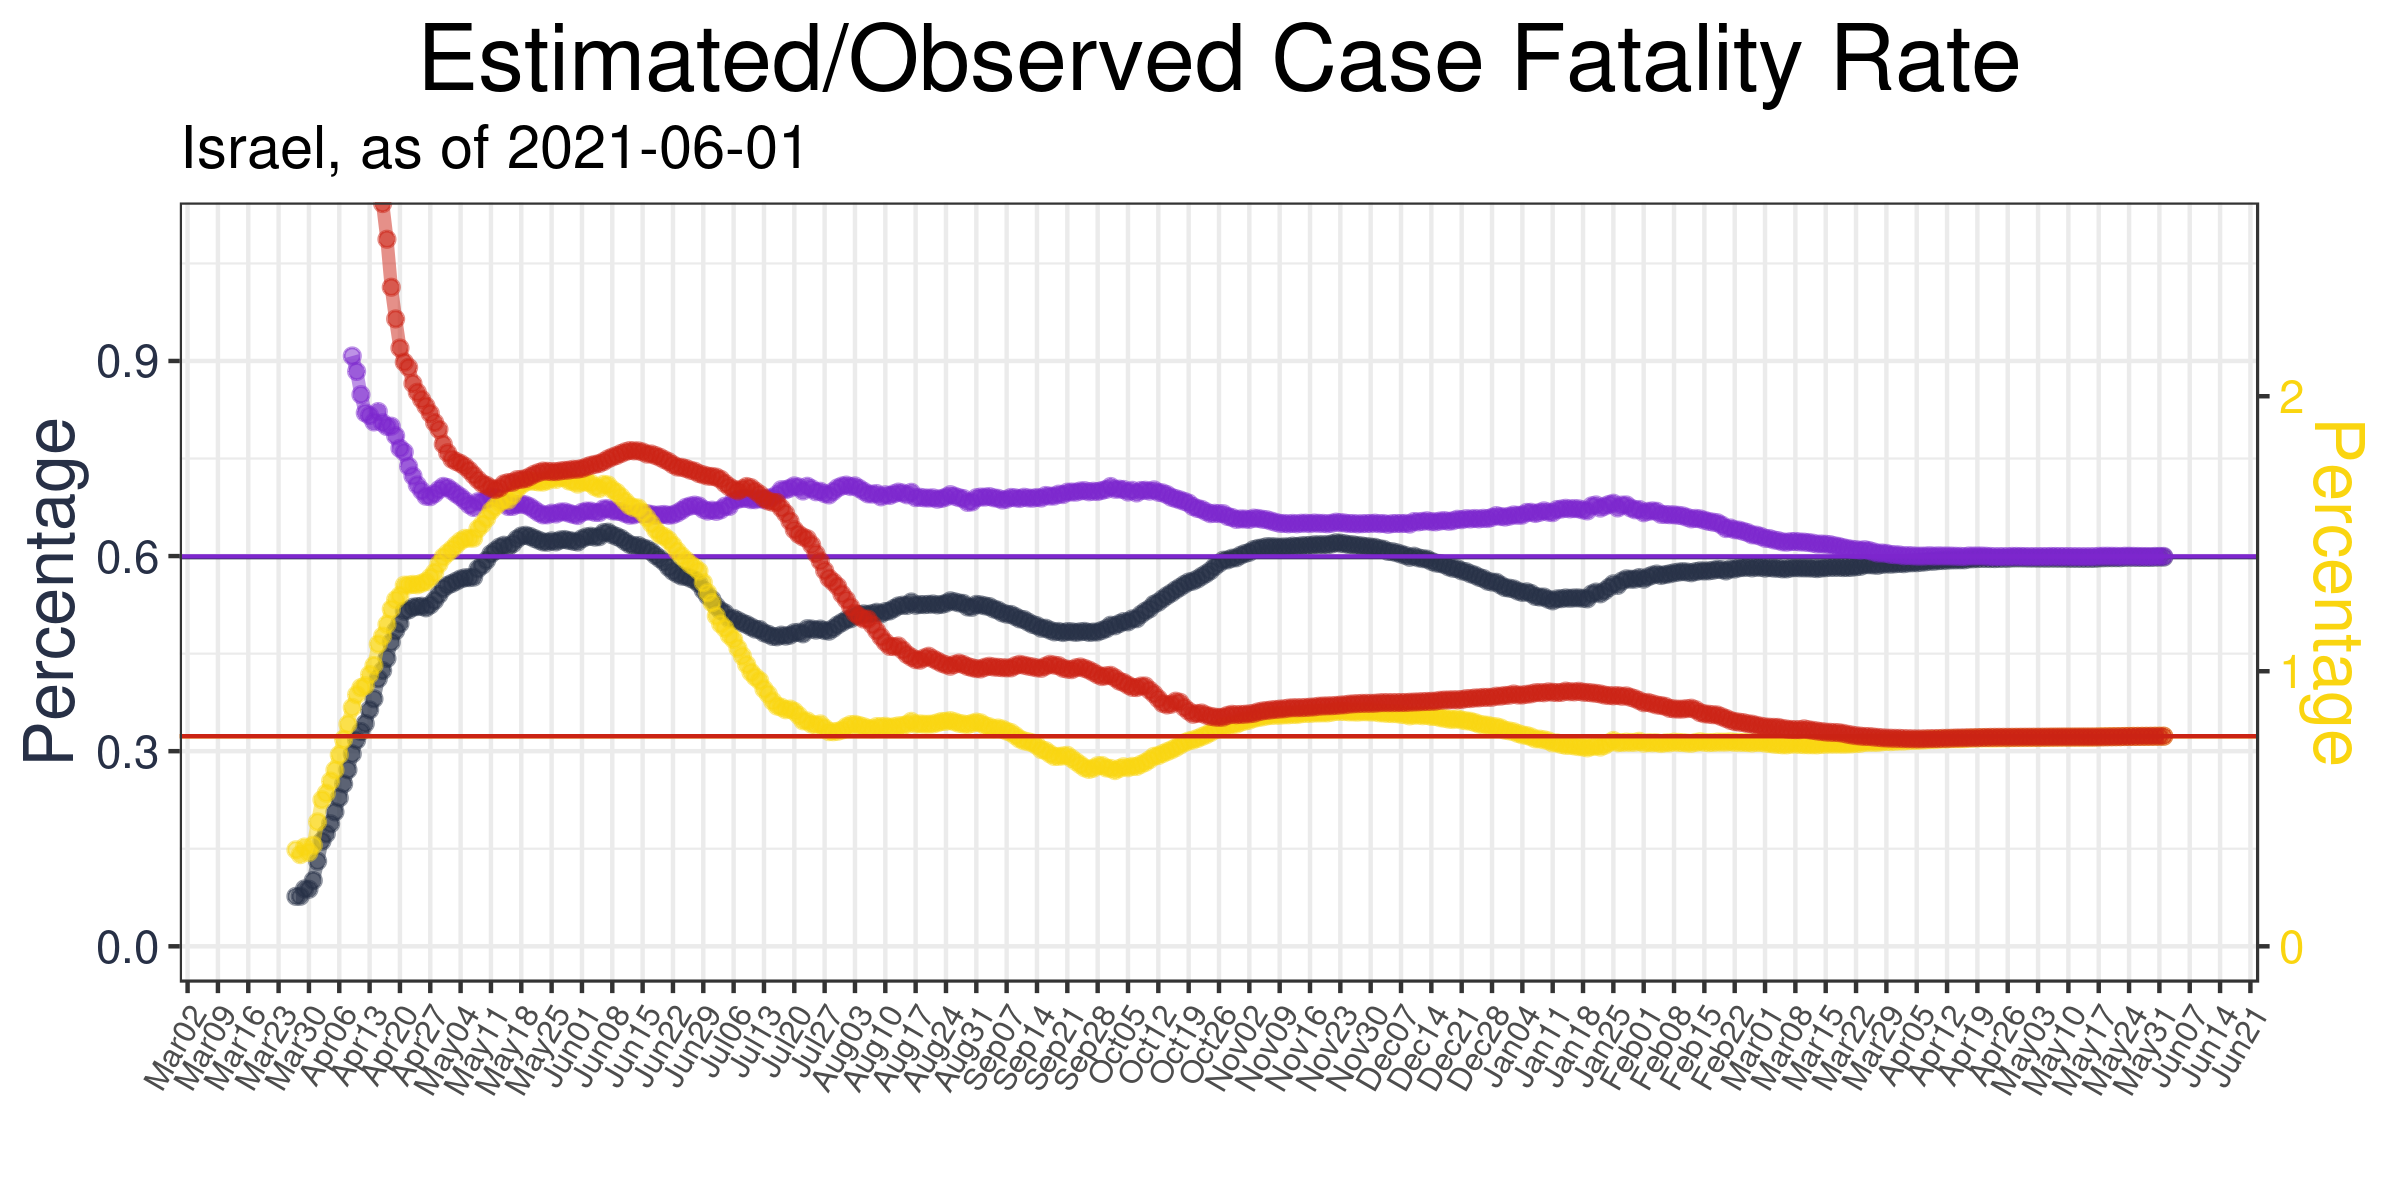 Estimated/Observed Case Fatality Rate
Israel, as of 2021-06-01
Percentage
0.9
0.6
0.3
0.0
2
1
0
Percentage
Mar02
Mar09
Mar16
Mar23
Mar30
Apr06
Apr13
Apr20
Apr27
May04
May11
May18
May25
Jun01
Jun08
Jun15
Jun22
Jun29
Jul06
Jul13
Jul20
Jul27
Aug03
Aug10
Aug17
Aug24
Aug31
Sep07
Sep14
Sep21
Sep28
Oct05
Oct12
Oct19
Oct26
Nov02
Nov09
Nov16
Nov23
Nov30
Dec07
Dec14
Dec21
Dec28
Jan04
Jan11
Jan18
Jan25
Feb01
Feb08
Feb15
Feb22
Mar01
Mar08
Mar15
Mar22
Mar29
Apr05
Apr12
Apr19
Apr26
May03
May10
May17
May24
May31
Jun07
Jun14
Jun21